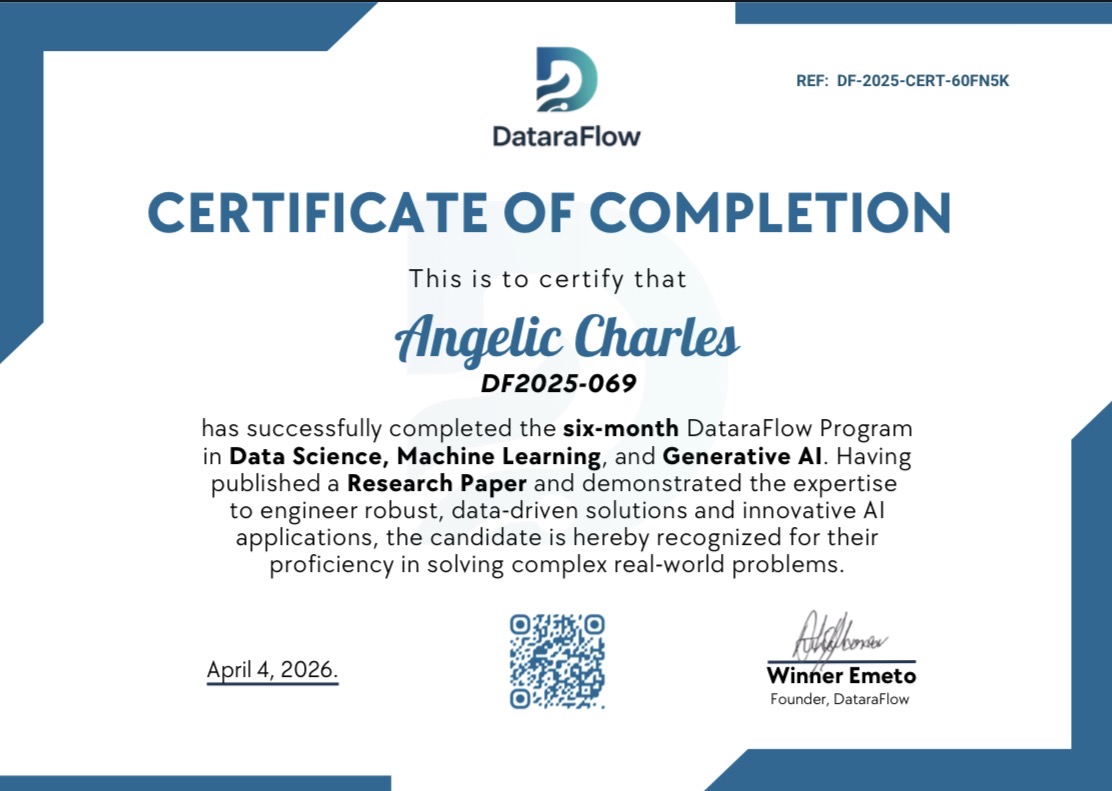 REF: DF-2025-CERT-60FN5K
DataraFlow
CERTIFICATE OF COMPLETION
This is to certify that
Angelic Charles
DF2025-069
has successfully completed the six-month DataraFlow Program
in Data Science, Machine Learning, and Generative AI. Having
published a Research Paper and demonstrated the expertise
to engineer robust, data-driven solutions and innovative AI
applications, the candidate is hereby recognized for their
proficiency in solving complex real-world problems.
April 4, 2026.
Winner Emeto
Founder, DataraFlow